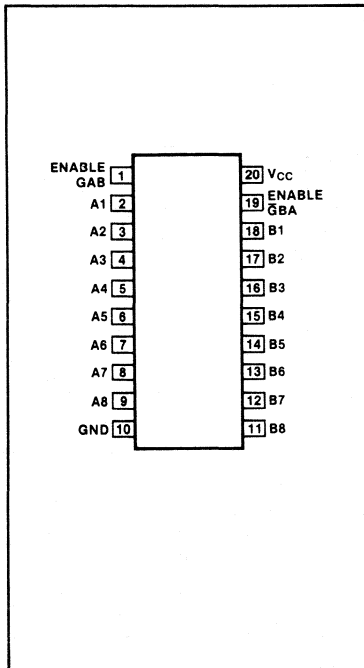 ENABLE
GAB 1
A1 2
A2 3
A3 4
A4 5
A5 6
A6 7
A7 8
A8 9
GND 10
20 VCC
19 ENABLE
G̅BA
18 B1
17 B2
16 B3
15 B4
14 B5
13 B6
12 B7
11 B8